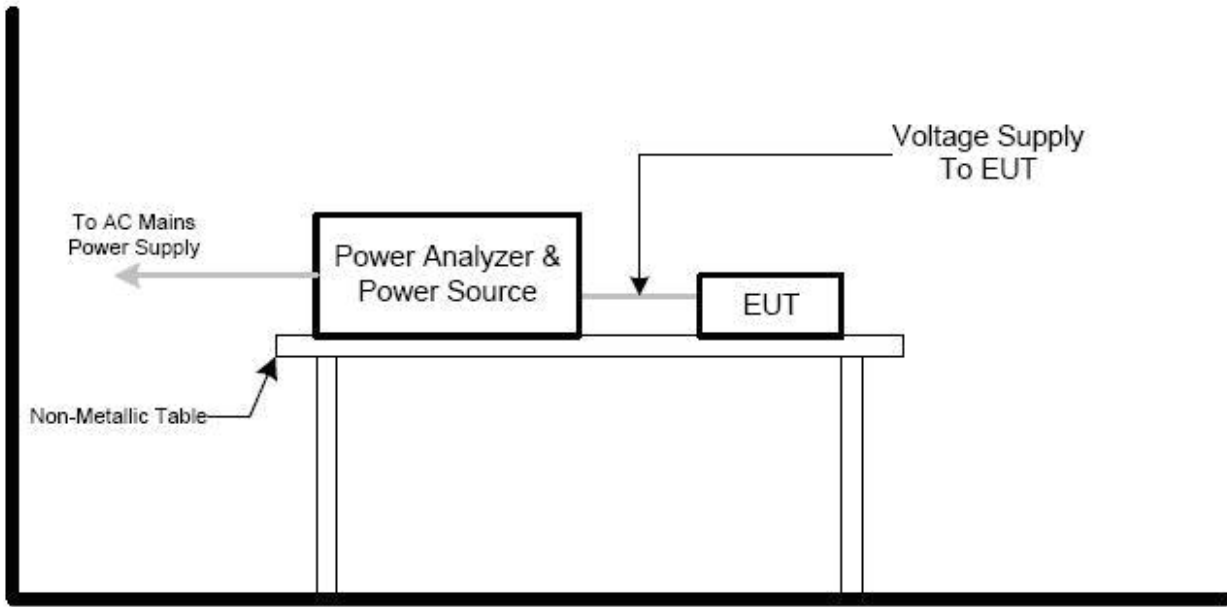 Voltage Supply
To EUT
To AC Mains
Power Supply
Power Analyzer &
Power Source
EUT
Non-Metallic Table